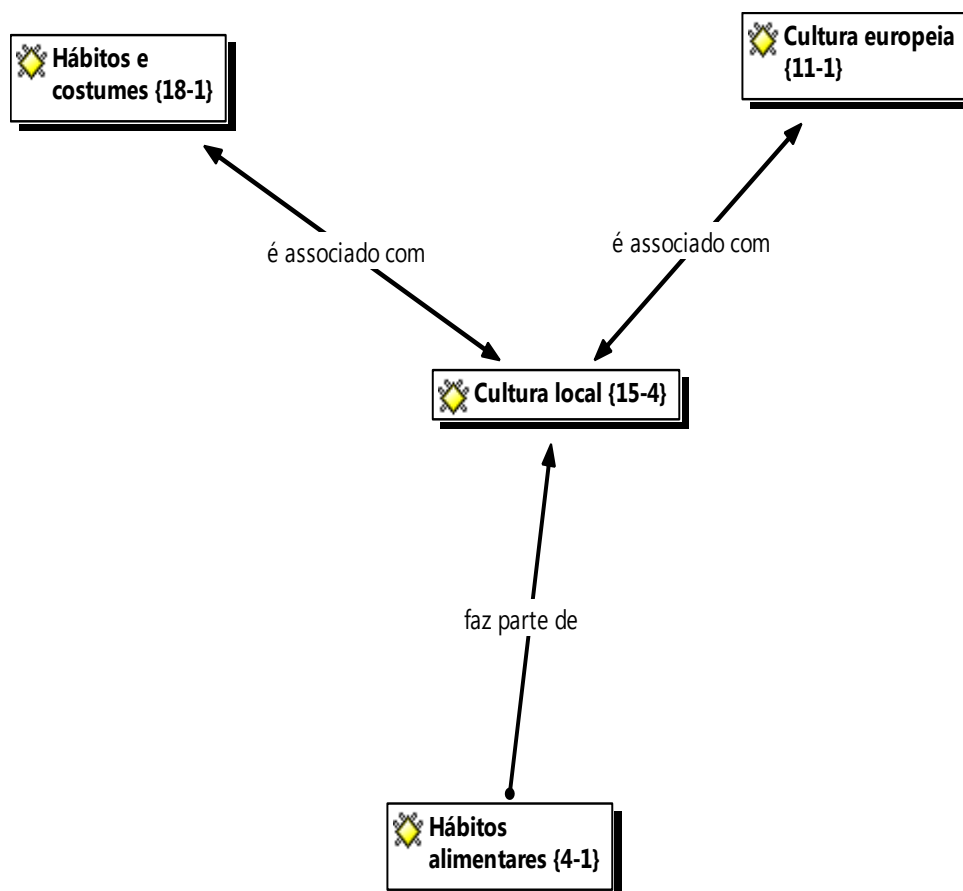 Hábitos e
costumes {18-1}
Cultura europeia
{11-1}
é associado com
é associado com
Cultura local {15-4}
faz parte de
Hábitos
alimentares {4-1}